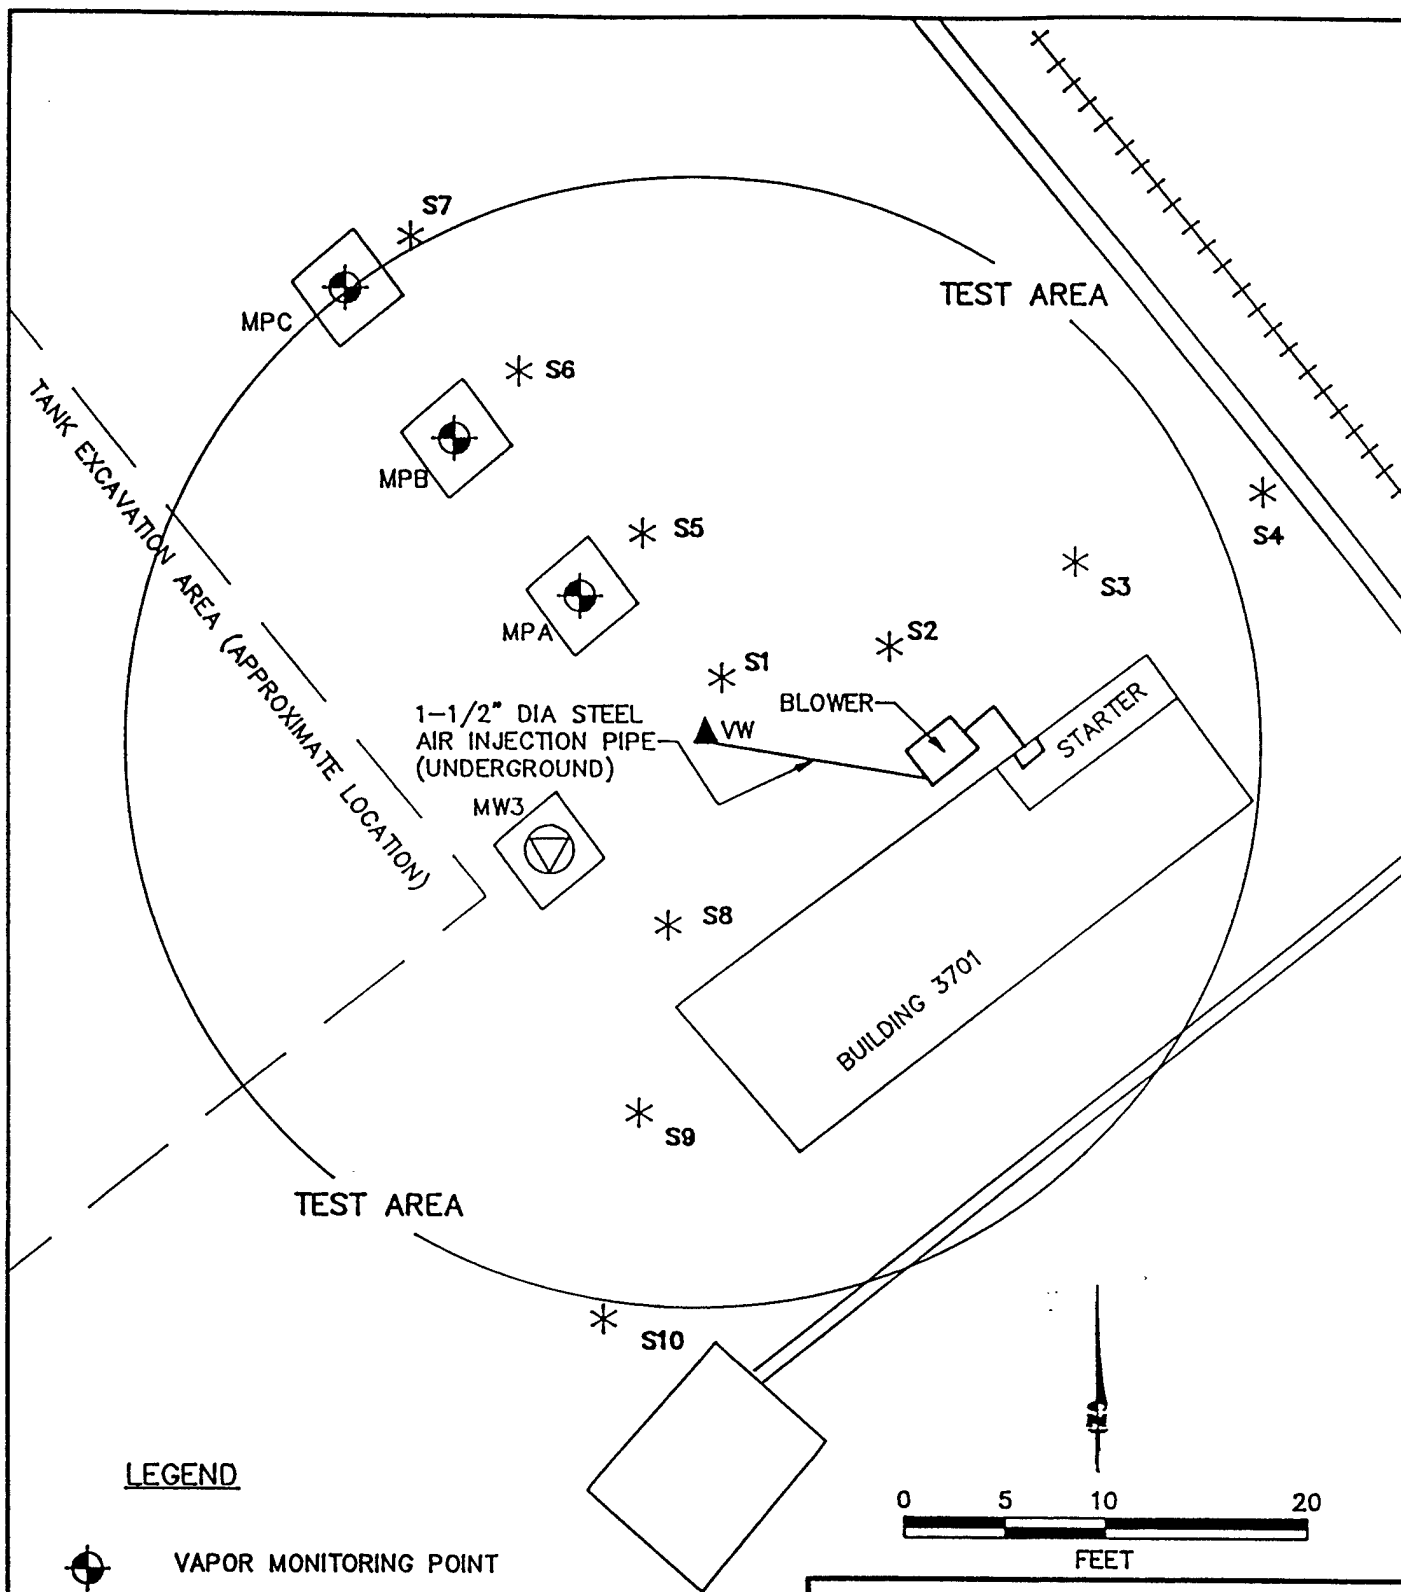 S7
TEST AREA
MPC
S6
TANK EXCAVATION AREA (APPROXIMATE LOCATION)
MPB
S5
S4
S3
MPA
S2
S1
BLOWER
STARTER
1-1/2" DIA STEEL
AIR INJECTION PIPE
(UNDERGROUND)
VW
MW3
S8
BUILDING 3701
S9
TEST AREA
S10
LEGEND
VAPOR MONITORING POINT
0 5 10 20
FEET